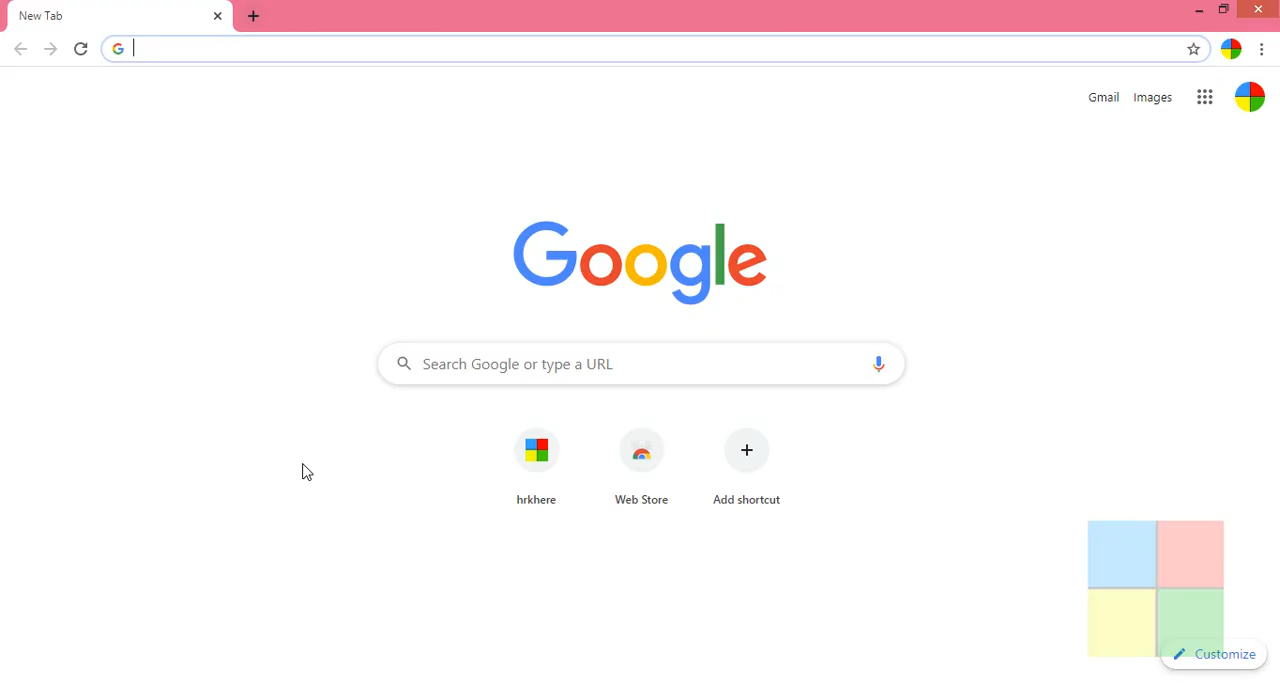 New Tab
Gmail Images
Google
Search Google or type a URL
hrkhere Web Store Add shortcut
Customize